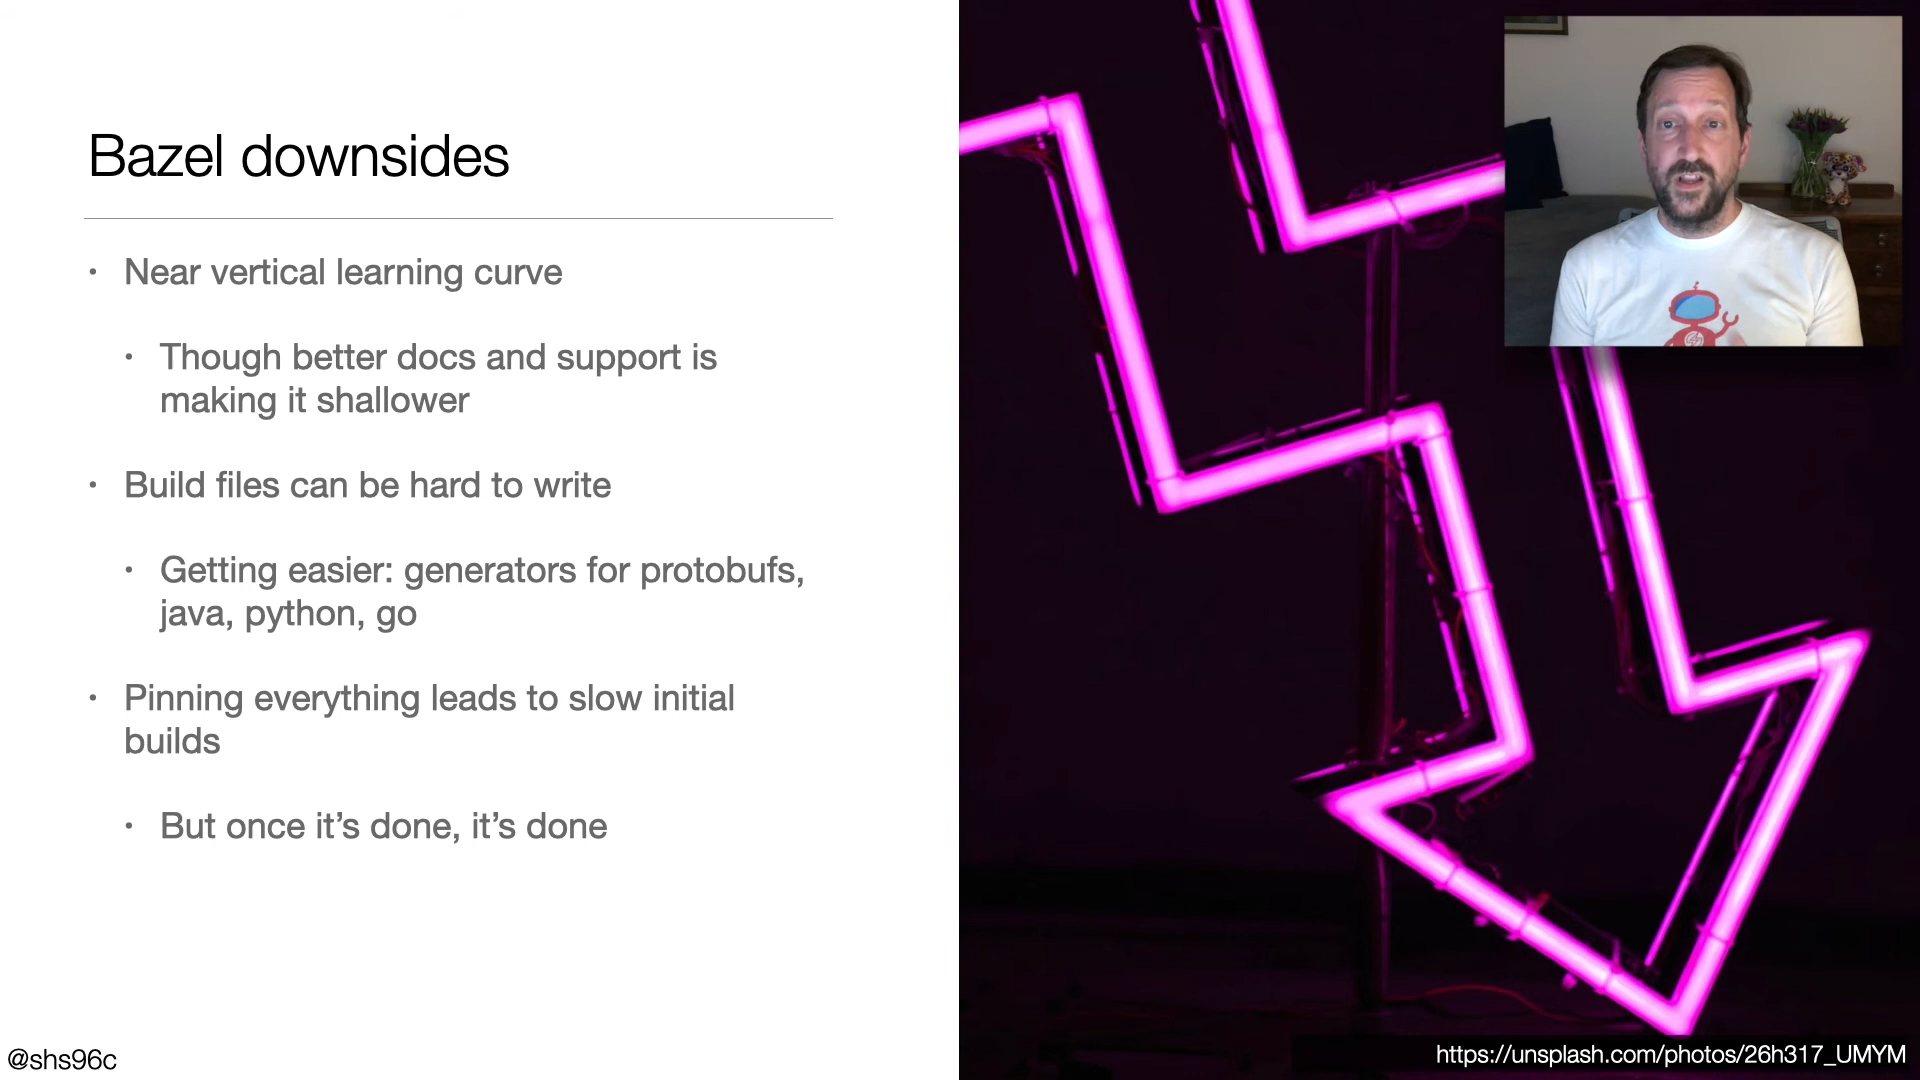 Bazel downsides
• Near vertical learning curve
• Though better docs and support is
making it shallower
• Build files can be hard to write
• Getting easier: generators for protobufs,
java, python, go
• Pinning everything leads to slow initial
builds
• But once it’s done, it’s done
@shs96c
https://unsplash.com/photos/26h317_UMYM